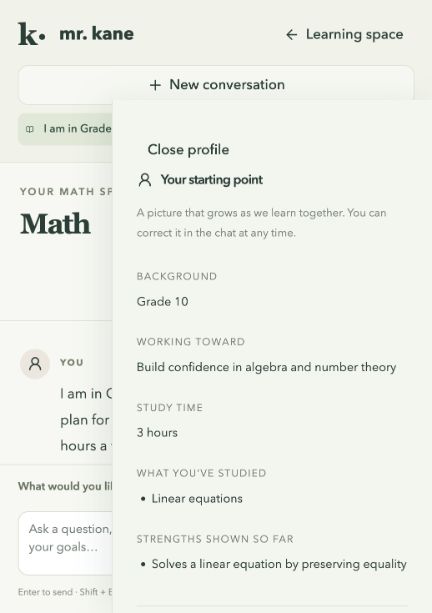 k. mr. kane
← Learning space
+ New conversation
I am in Grade
YOUR MATH SP
Math
YOU
I am in G
plan for
hours a
What would you li
Ask a question,
your goals...
Enter to send · Shift + E
Close profile
Your starting point
A picture that grows as we learn together. You can
correct it in the chat at any time.
BACKGROUND
Grade 10
WORKING TOWARD
Build confidence in algebra and number theory
STUDY TIME
3 hours
WHAT YOU'VE STUDIED
• Linear equations
STRENGTHS SHOWN SO FAR
• Solves a linear equation by preserving equality